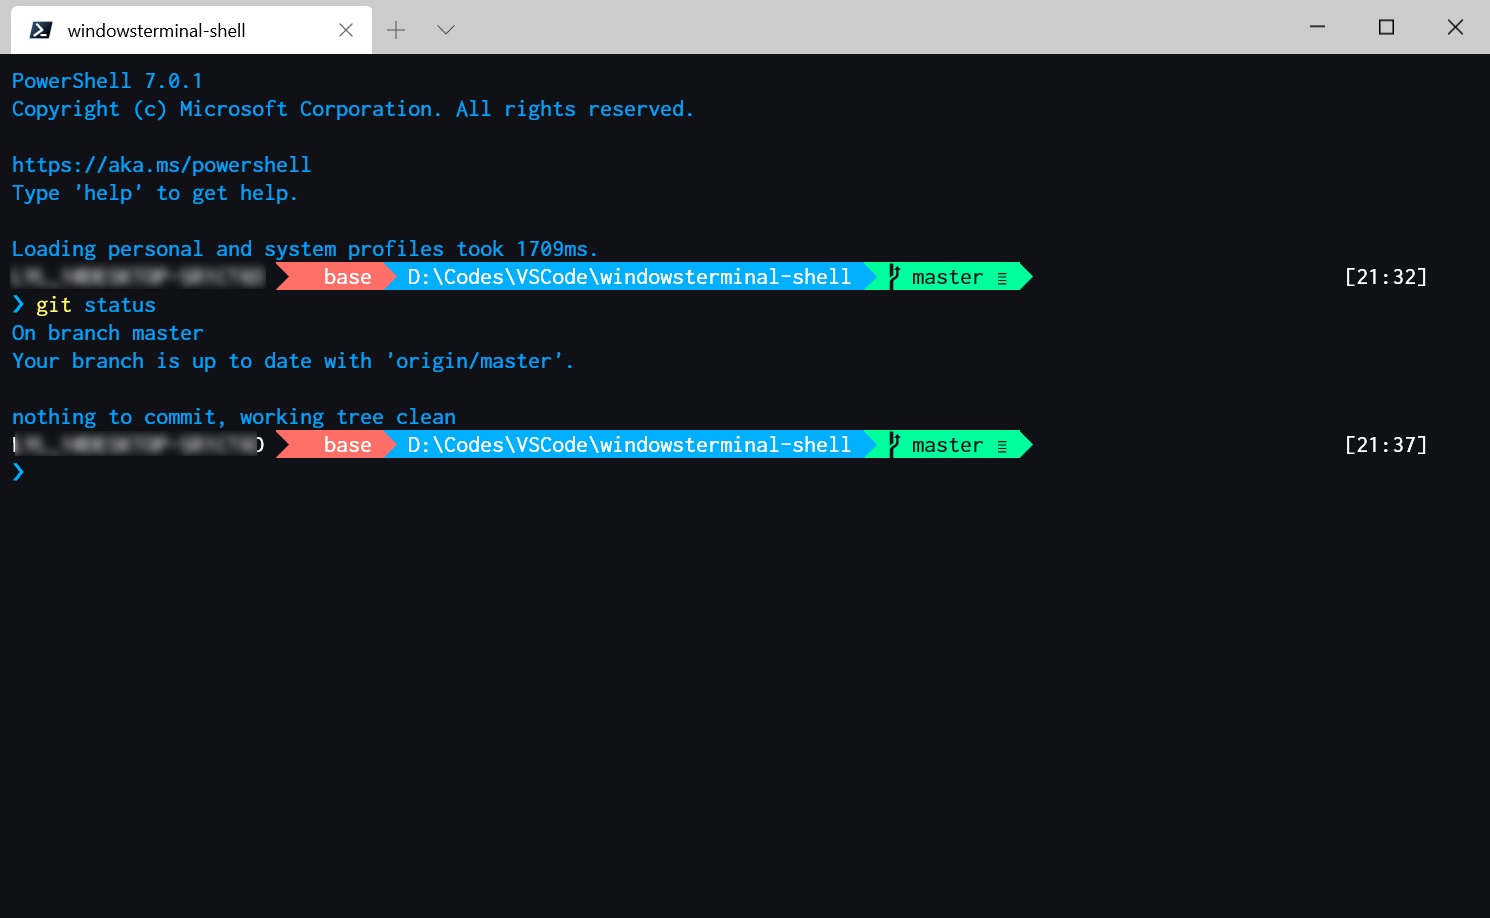 windowsterminal-shell
PowerShell 7.0.1
Copyright (c) Microsoft Corporation. All rights reserved.
https://aka.ms/powershell
Type 'help' to get help.
Loading personal and system profiles took 1709ms.
base D:\Codes\VSCode\windowsterminal-shell master ≡ [21:32]
❯ git status
On branch master
Your branch is up to date with 'origin/master'.
nothing to commit, working tree clean
base D:\Codes\VSCode\windowsterminal-shell master ≡ [21:37]
❯